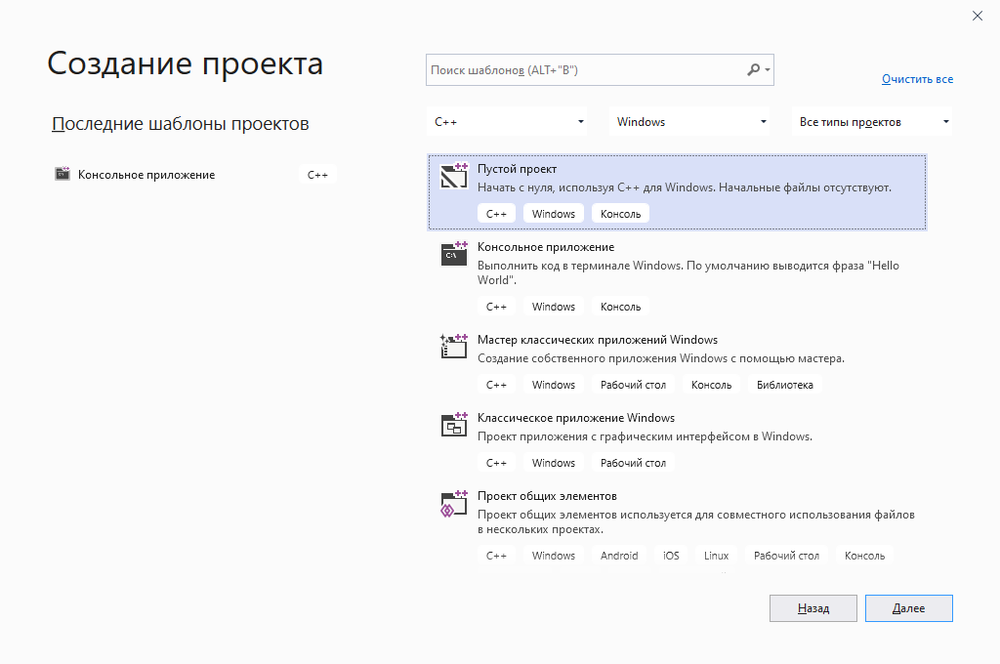 Создание проекта
Поиск шаблонов (ALT+"В")
Очистить все
Последние шаблоны проектов
C++
Windows
Все типы проектов
Консольное приложение
C++
Пустой проект
Начать с нуля, используя C++ для Windows. Начальные файлы отсутствуют.
C++ Windows Консоль
Консольное приложение
C:\
Выполнить код в терминале Windows. По умолчанию выводится фраза "Hello
World".
C++ Windows Консоль
Мастер классических приложений Windows
Создание собственного приложения Windows с помощью мастера.
C++ Windows Рабочий стол Консоль Библиотека
Классическое приложение Windows
Проект приложения с графическим интерфейсом в Windows.
C++ Windows Рабочий стол
Проект общих элементов
Проект общих элементов используется для совместного использования файлов
в нескольких проектах.
C++ Windows Android iOS Linux Рабочий стол Консоль
Назад
Далее